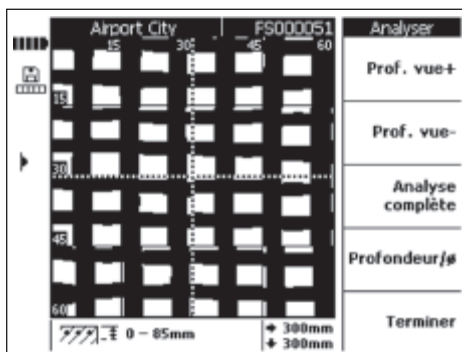 Airport City FS000051 Analyser
15 30 45 60
Prof. vue+
15
Prof. vue-
30
Analyse
complète
45
Profondeur/ø
60
Terminer
0 - 85mm
300mm
300mm